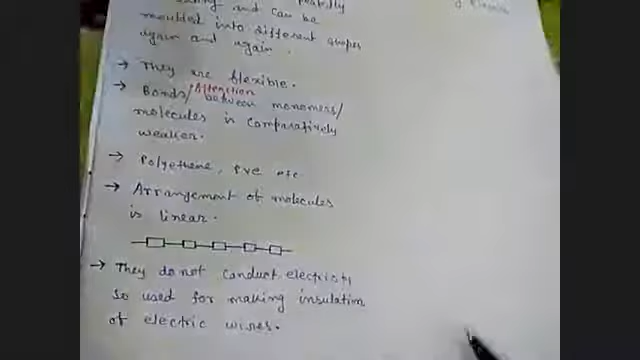 and can be
moulded into different shapes
again and again.
→ They are flexible.
→ Bonds/Attraction
between monomers/
molecules is comparatively
weaker.
→ Polyethene, PVC etc
→ Arrangement of molecules
is linear.
→ They do not conduct electricity
so used for making insulation
of electric wires.